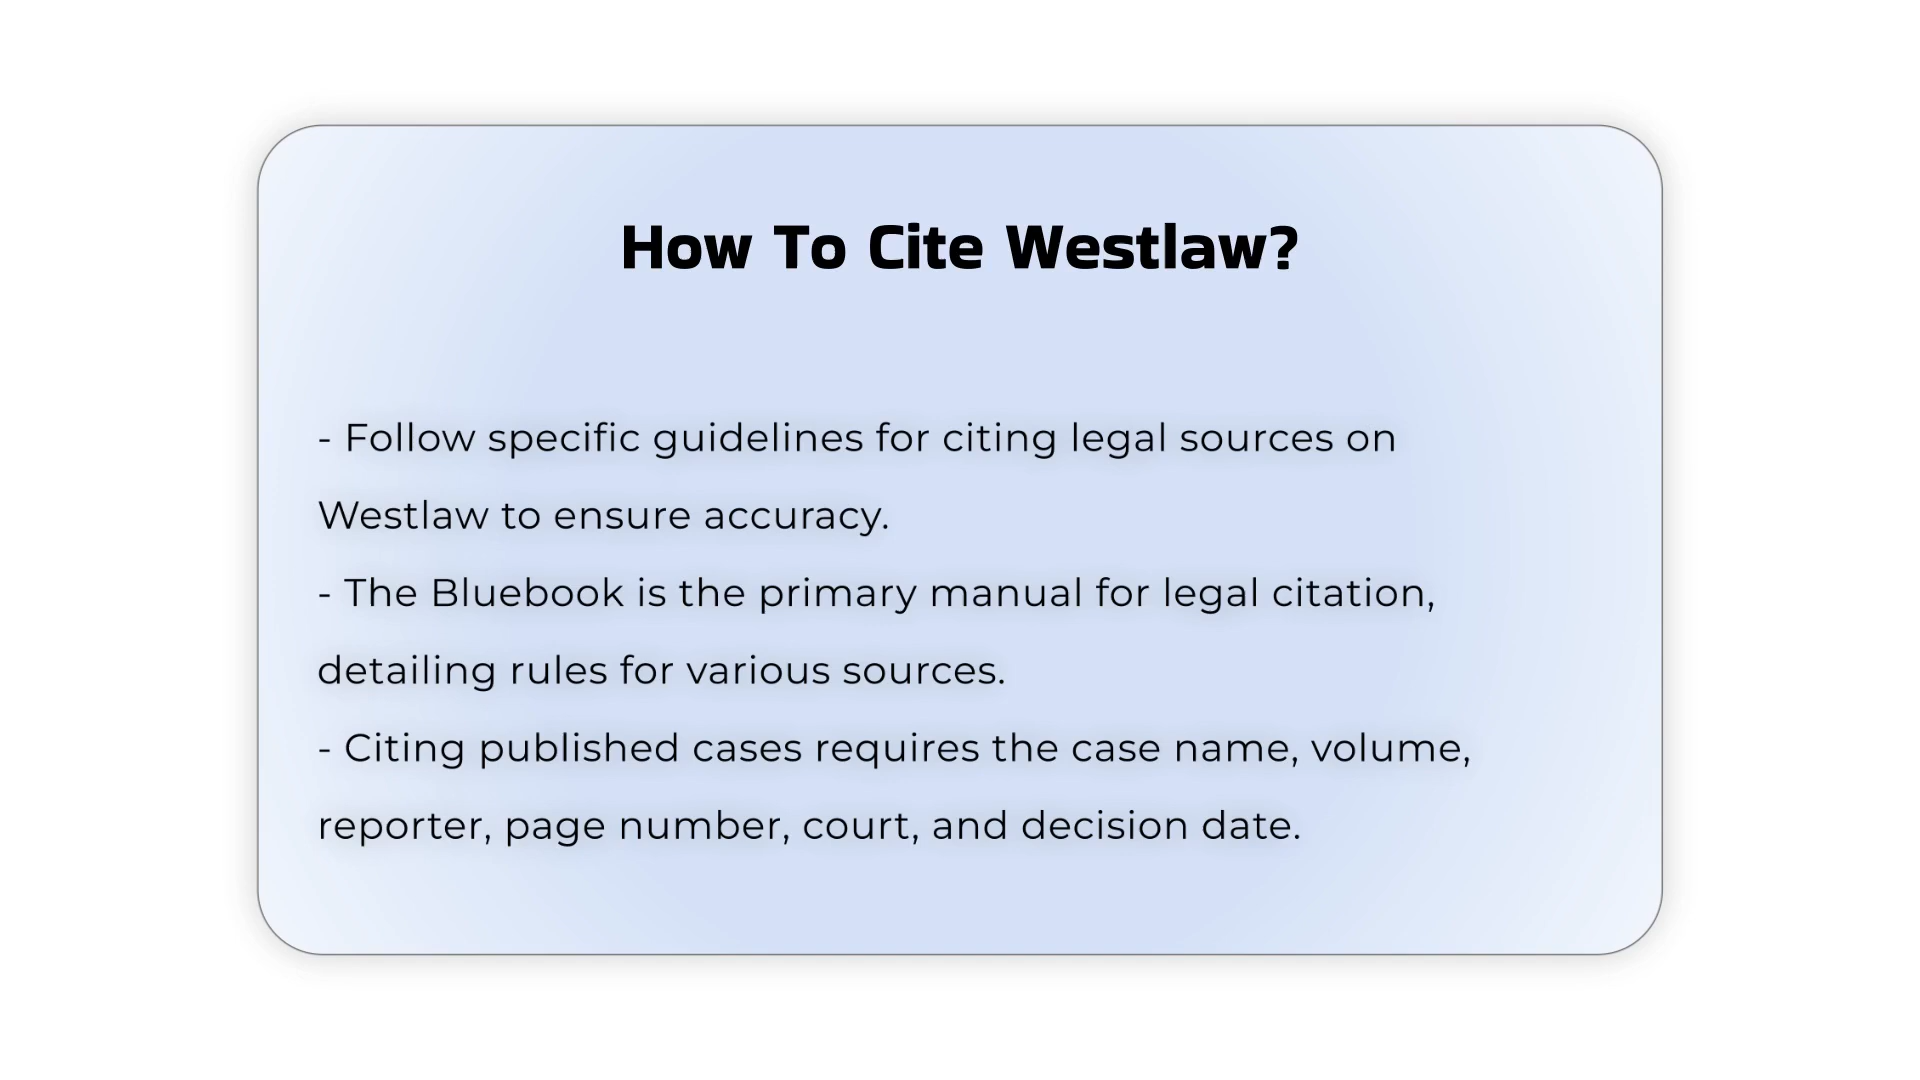 How To Cite Westlaw?
- Follow specific guidelines for citing legal sources on
Westlaw to ensure accuracy.
- The Bluebook is the primary manual for legal citation,
detailing rules for various sources.
- Citing published cases requires the case name, volume,
reporter, page number, court, and decision date.